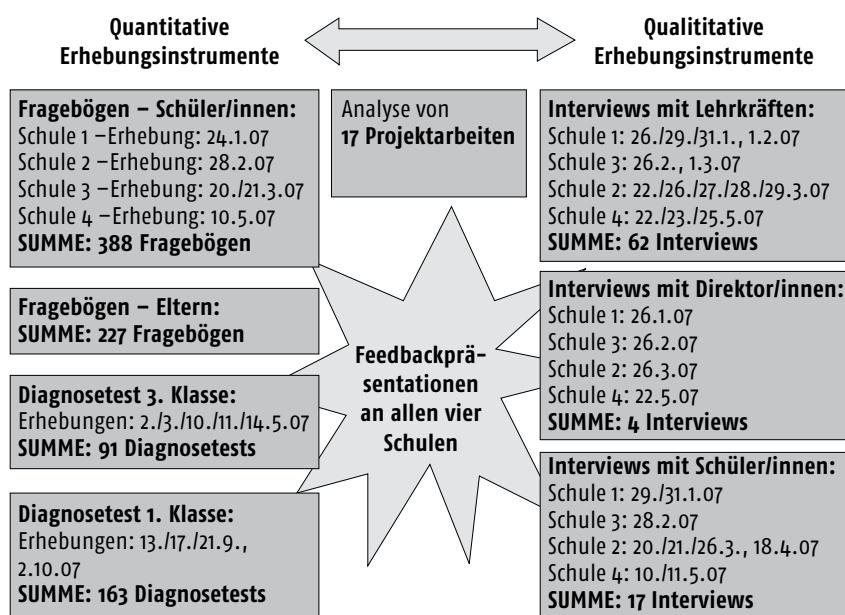 Quantitative
Erhebungsinstrumente
Qualititative
Erhebungsinstrumente
Fragebögen – Schüler/innen:
Schule 1 –Erhebung: 24.1.07
Schule 2 –Erhebung: 28.2.07
Schule 3 –Erhebung: 20./21.3.07
Schule 4 –Erhebung: 10.5.07
SUMME: 388 Fragebögen
Fragebögen – Eltern:
SUMME: 227 Fragebögen
Diagnosetest 3. Klasse:
Erhebungen: 2./3./10./11./14.5.07
SUMME: 91 Diagnosetests
Diagnosetest 1. Klasse:
Erhebungen: 13./17./21.9.,
2.10.07
SUMME: 163 Diagnosetests
Analyse von
17 Projektarbeiten
Feedbackprä-
sentationen
an allen vier
Schulen
Interviews mit Lehrkräften:
Schule 1: 26./29./31.1., 1.2.07
Schule 3: 26.2., 1.3.07
Schule 2: 22./26./27./28./29.3.07
Schule 4: 22./23./25.5.07
SUMME: 62 Interviews
Interviews mit Direktor/innen:
Schule 1: 26.1.07
Schule 3: 26.2.07
Schule 2: 26.3.07
Schule 4: 22.5.07
SUMME: 4 Interviews
Interviews mit Schüler/innen:
Schule 1: 29./31.1.07
Schule 3: 28.2.07
Schule 2: 20./21./26.3., 18.4.07
Schule 4: 10./11.5.07
SUMME: 17 Interviews